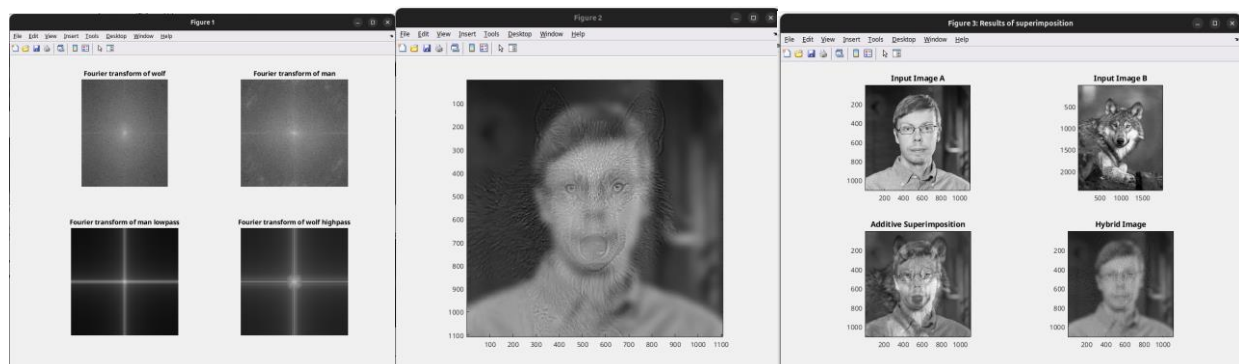 Figure 1
File Edit View Insert Tools Desktop Window Help
Fourier transform of wolf
Fourier transform of man
Fourier transform of man lowpass
Fourier transform of wolf highpass
Figure 2
File Edit View Insert Tools Desktop Window Help
100
200
300
400
500
600
700
800
900
1000
1100
100 200 300 400 500 600 700 800 900 1000 1100
Figure 3: Results of superimposition
File Edit View Insert Tools Desktop Window Help
Input Image A
200
400
600
800
1000
200 400 600 800 1000
Input Image B
500
1000
1500
2000
500 1000 1500
Additive Superimposition
200
400
600
800
1000
200 400 600 800 1000
Hybrid Image
200
400
600
800
1000
200 400 600 800 1000